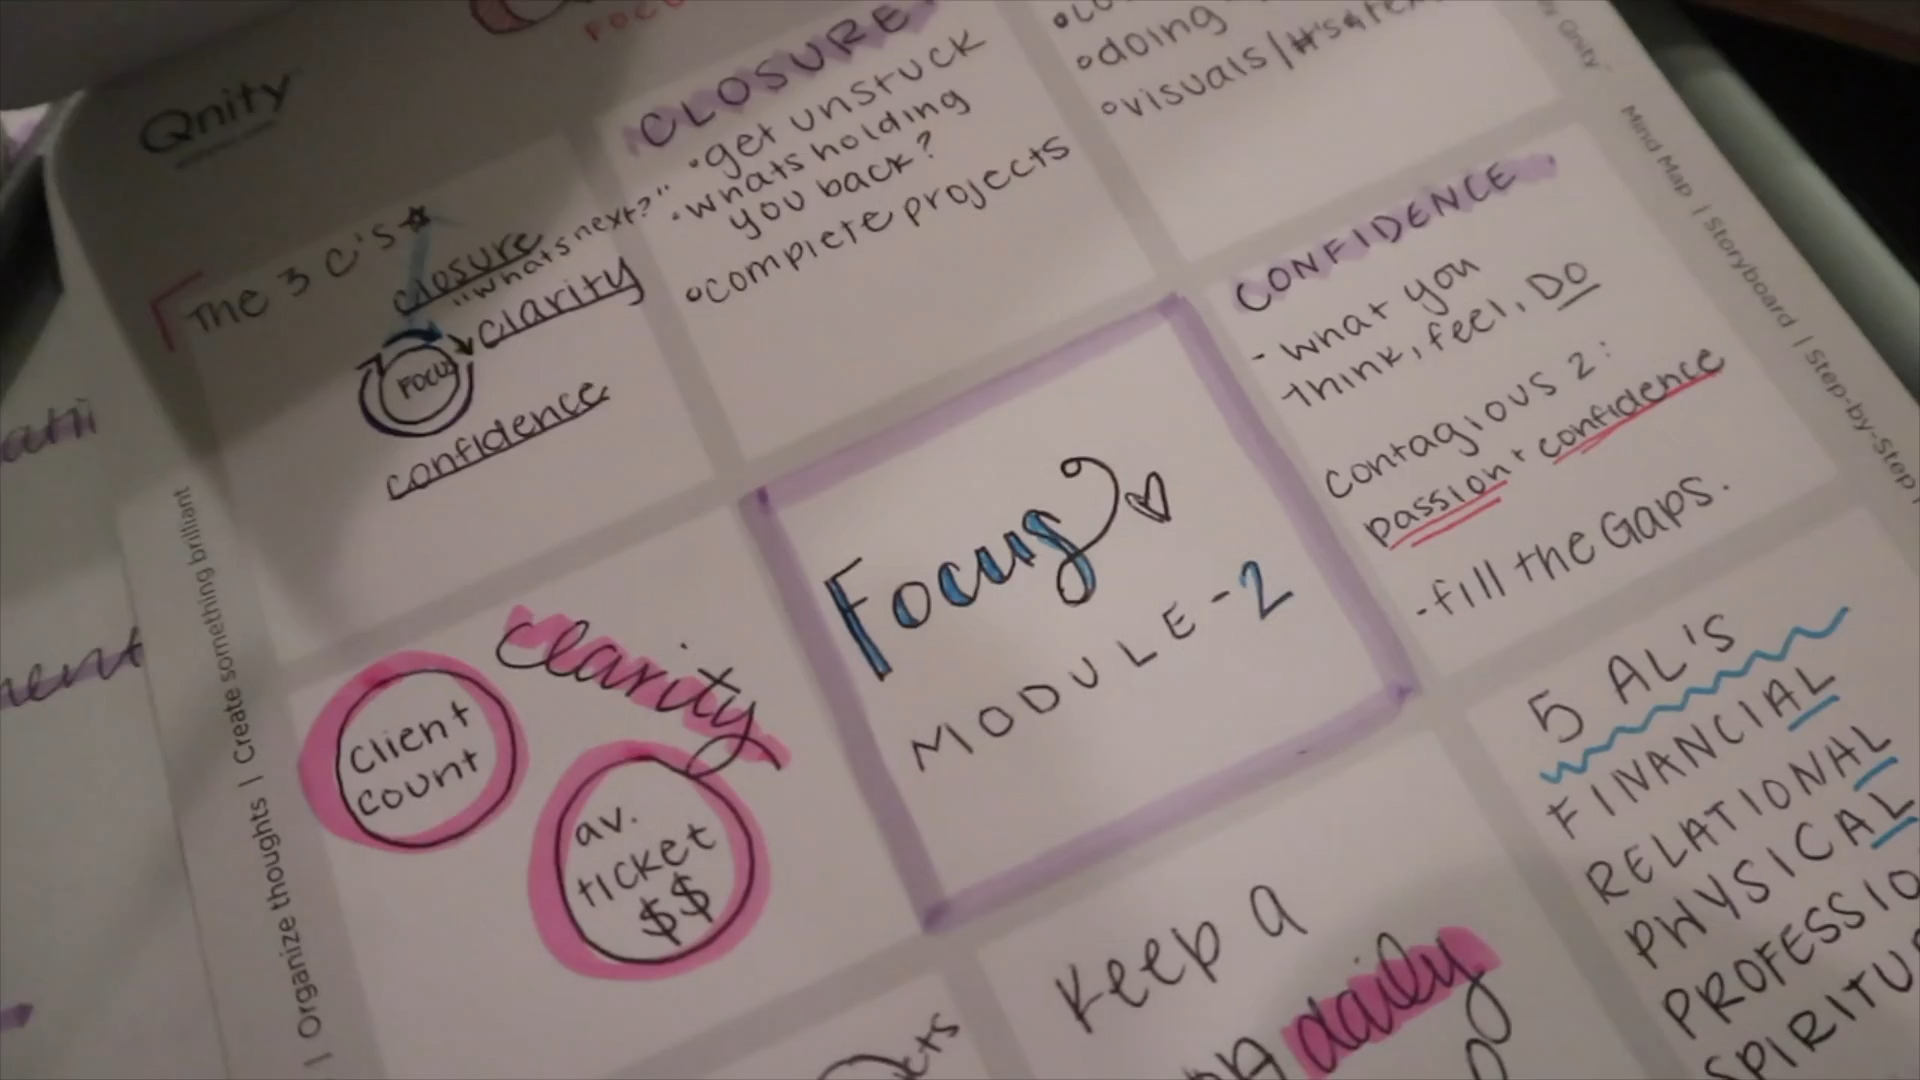 Qnity
The 3 C's
closure
"whats next?"
clarity
FOCUS
confidence
CLOSURE
•get unstuck
•whats holding
you back?
•complete projects
•doing
•visuals/#'s&
CONFIDENCE
- what you
think, feel, DO
contagious 2:
passion + confidence
-fill the Gaps.
clarity
client
count
av.
ticket
$$
Focus
MODULE-2
5 AL'S
FINANCIAL
RELATIONAL
PHYSICAL
Keep a
daily
| Organize thoughts | Create something brilliant
Mind Map | Storyboard | Step-by-Step
Qnity